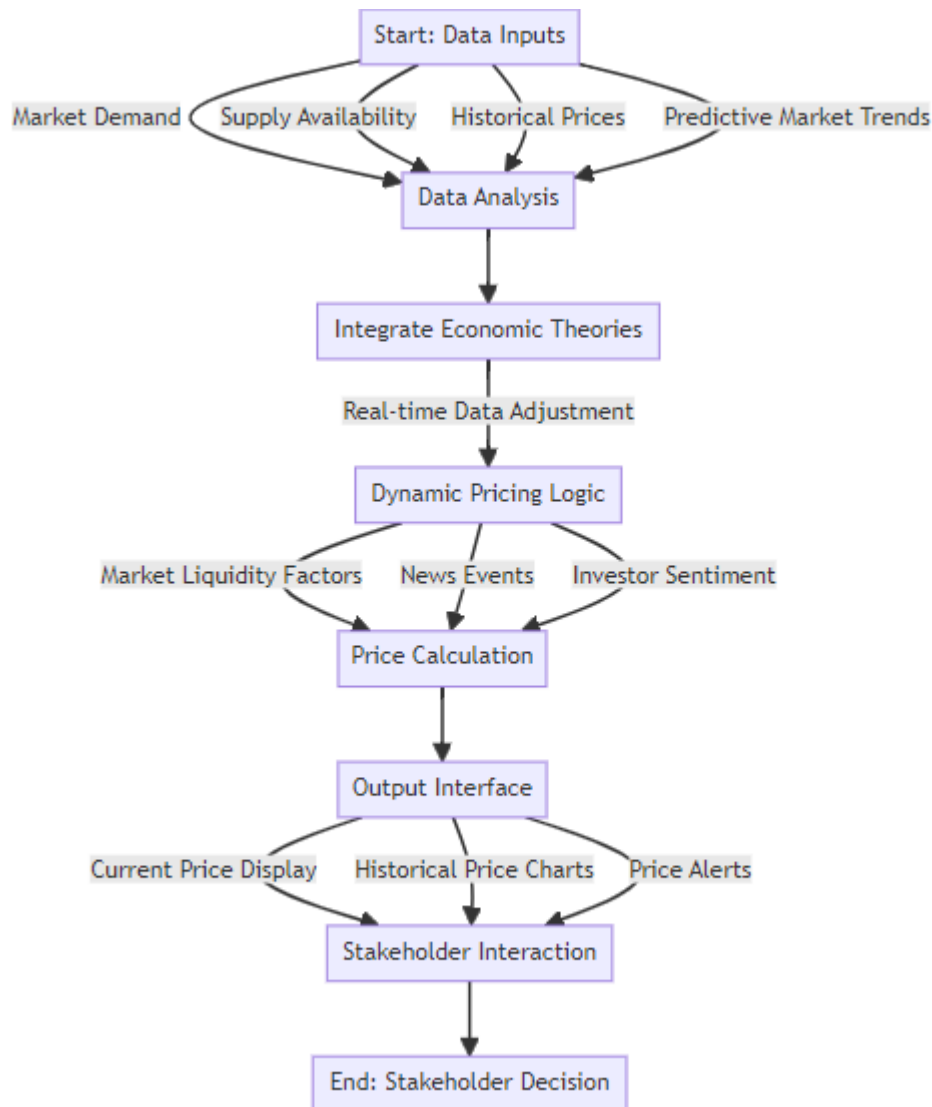 Start: Data Inputs
Market Demand
Supply Availability
Historical Prices
Predictive Market Trends
Data Analysis
Integrate Economic Theories
Real-time Data Adjustment
Dynamic Pricing Logic
Market Liquidity Factors
News Events
Investor Sentiment
Price Calculation
Output Interface
Current Price Display
Historical Price Charts
Price Alerts
Stakeholder Interaction
End: Stakeholder Decision